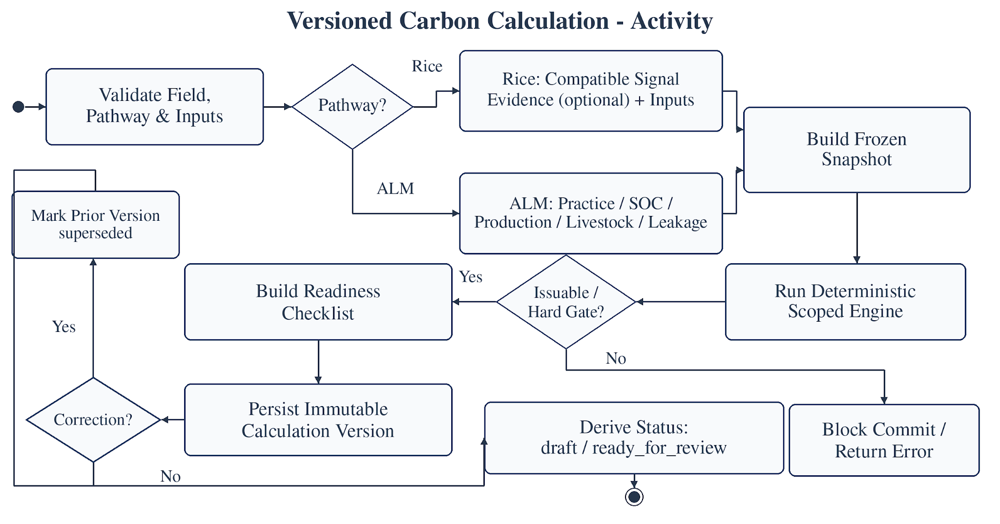 Versioned Carbon Calculation - Activity
Validate Field,
Pathway & Inputs
Pathway?
Rice
Rice: Compatible Signal
Evidence (optional) + Inputs
ALM
ALM: Practice / SOC /
Production / Livestock / Leakage
Build Frozen
Snapshot
Run Deterministic
Scoped Engine
Issuable /
Hard Gate?
Yes
Build Readiness
Checklist
No
Block Commit /
Return Error
Persist Immutable
Calculation Version
Correction?
Yes
Mark Prior Version
superseded
No
Derive Status:
draft / ready_for_review